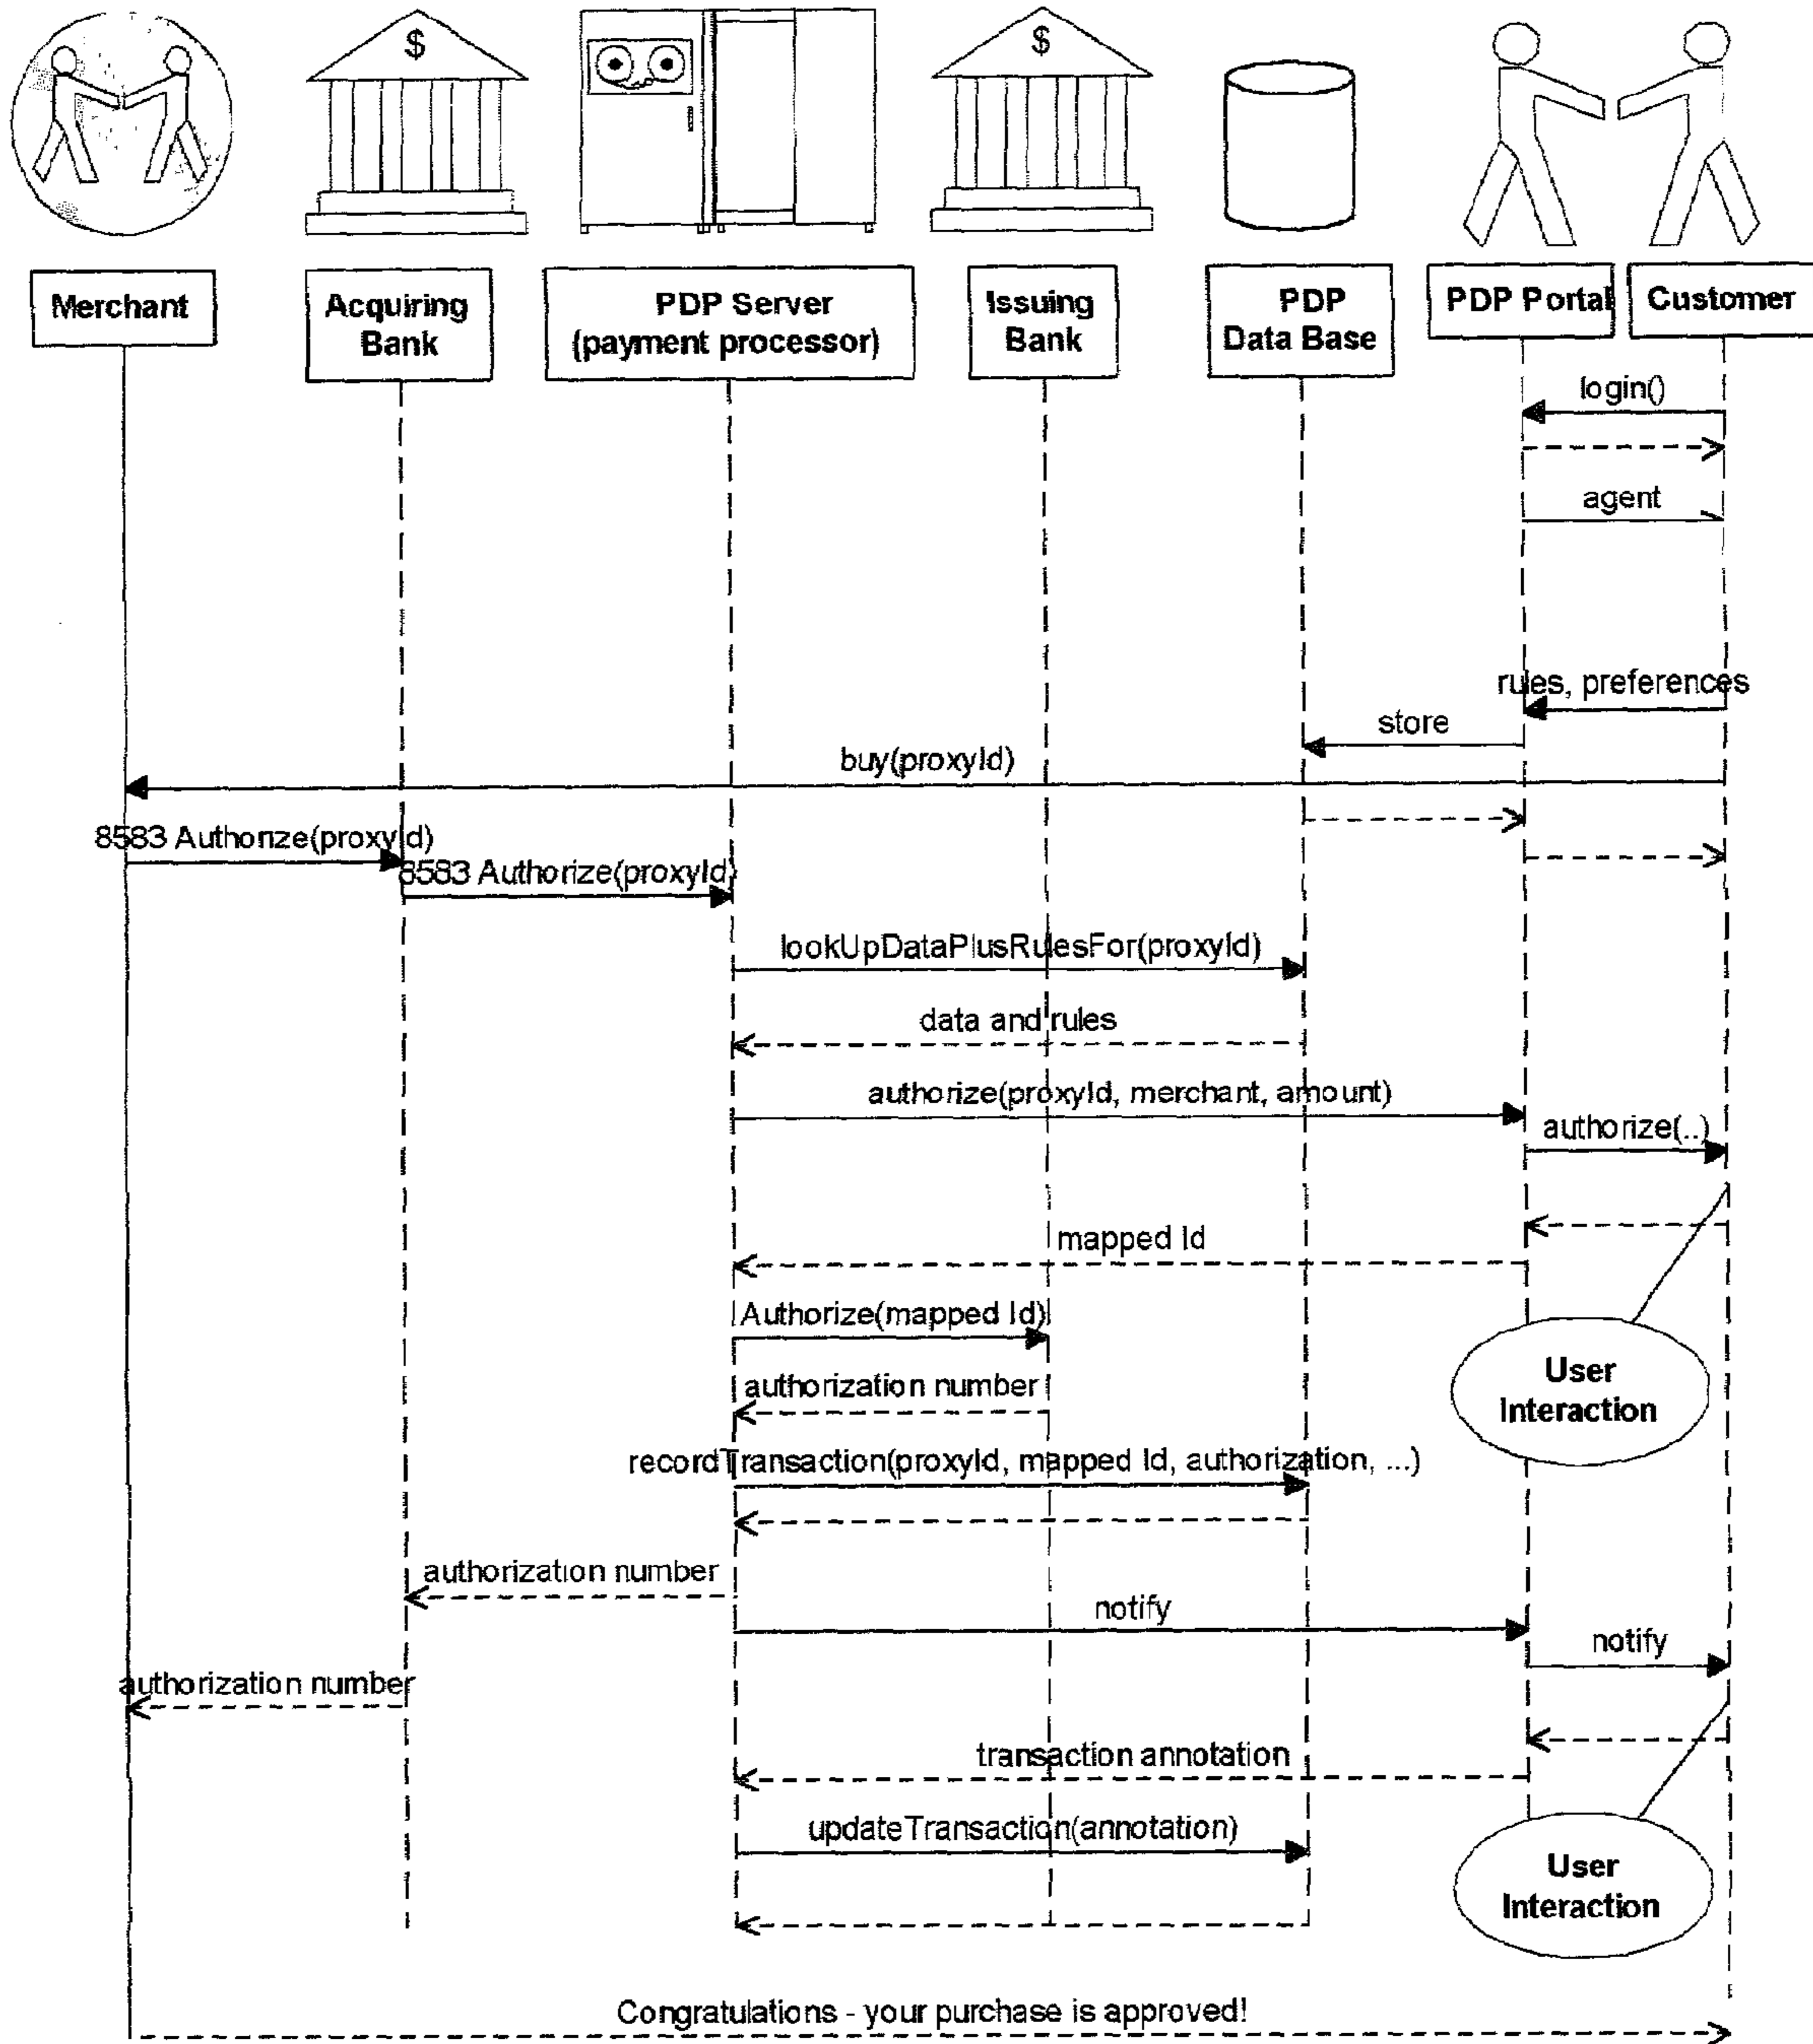 $
$
Merchant
Acquiring
Bank
PDP Server
(payment processor)
Issuing
Bank
PDP
Data Base
PDP Portal
Customer
login()
agent
rules, preferences
store
buy(proxyId)
8583 Authorize(proxyId)
8583 Authorize(proxyId)
lookUpDataPlusRulesFor(proxyId)
data and rules
authorize(proxyId, merchant, amount)
authorize(..)
mapped Id
Authorize(mapped Id)
User
Interaction
authorization number
recordTransaction(proxyId, mapped Id, authorization, ...)
authorization number
notify
notify
authorization number
transaction annotation
updateTransaction(annotation)
User
Interaction
Congratulations - your purchase is approved!